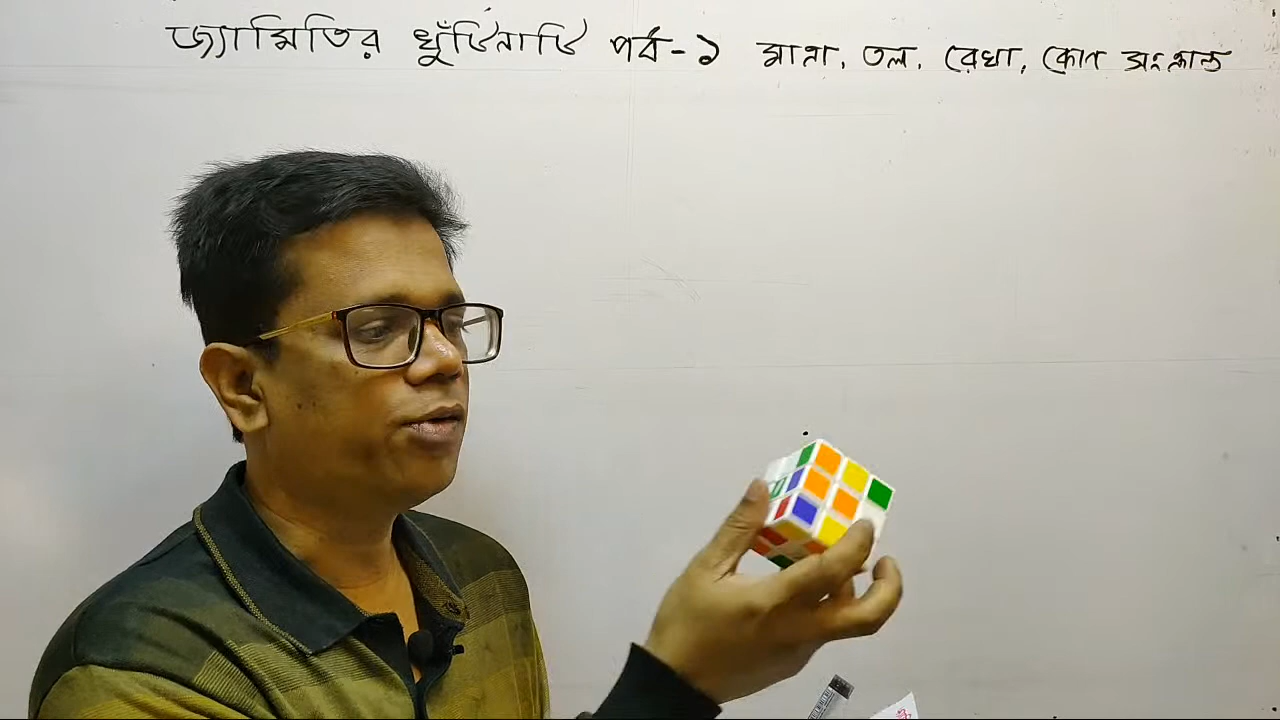 জ্যামিতির খুঁটিনাটি পর্ব-১ মাত্রা, তল, রেখা, কোণ সংক্রান্ত